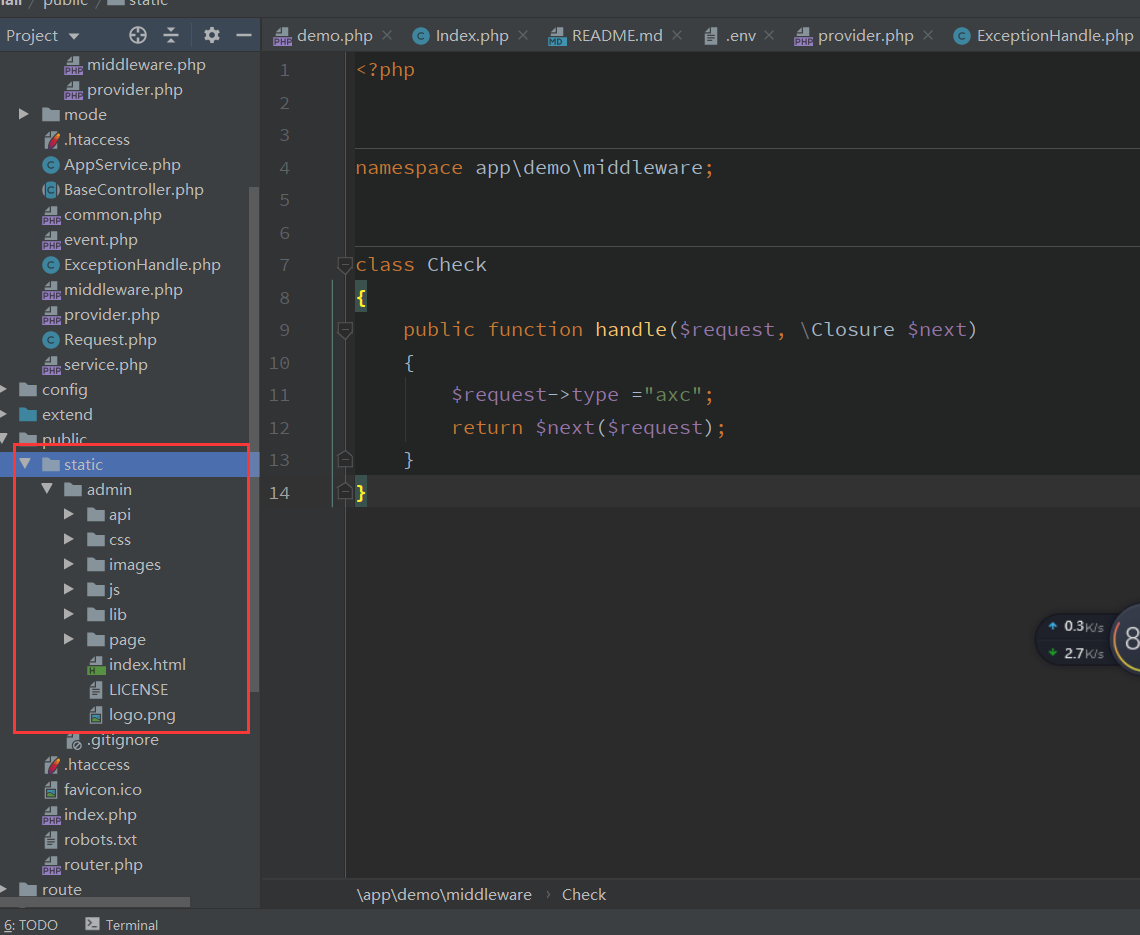 / public / static
Project
demo.php
Index.php
README.md
.env
provider.php
ExceptionHandle.php
middleware.php
provider.php
mode
.htaccess
AppService.php
BaseController.php
common.php
event.php
ExceptionHandle.php
middleware.php
provider.php
Request.php
service.php
config
extend
public
static
admin
api
css
images
js
lib
page
index.html
LICENSE
logo.png
.gitignore
.htaccess
favicon.ico
index.php
robots.txt
router.php
route
1 <?php
2
3
4 namespace app\demo\middleware;
5
6
7 class Check
8 {
9 public function handle($request, \Closure $next)
10 {
11 $request->type ="axc";
12 return $next($request);
13 }
14 }
0.3K/s
2.7K/s
8
\app\demo\middleware › Check
6: TODO
Terminal